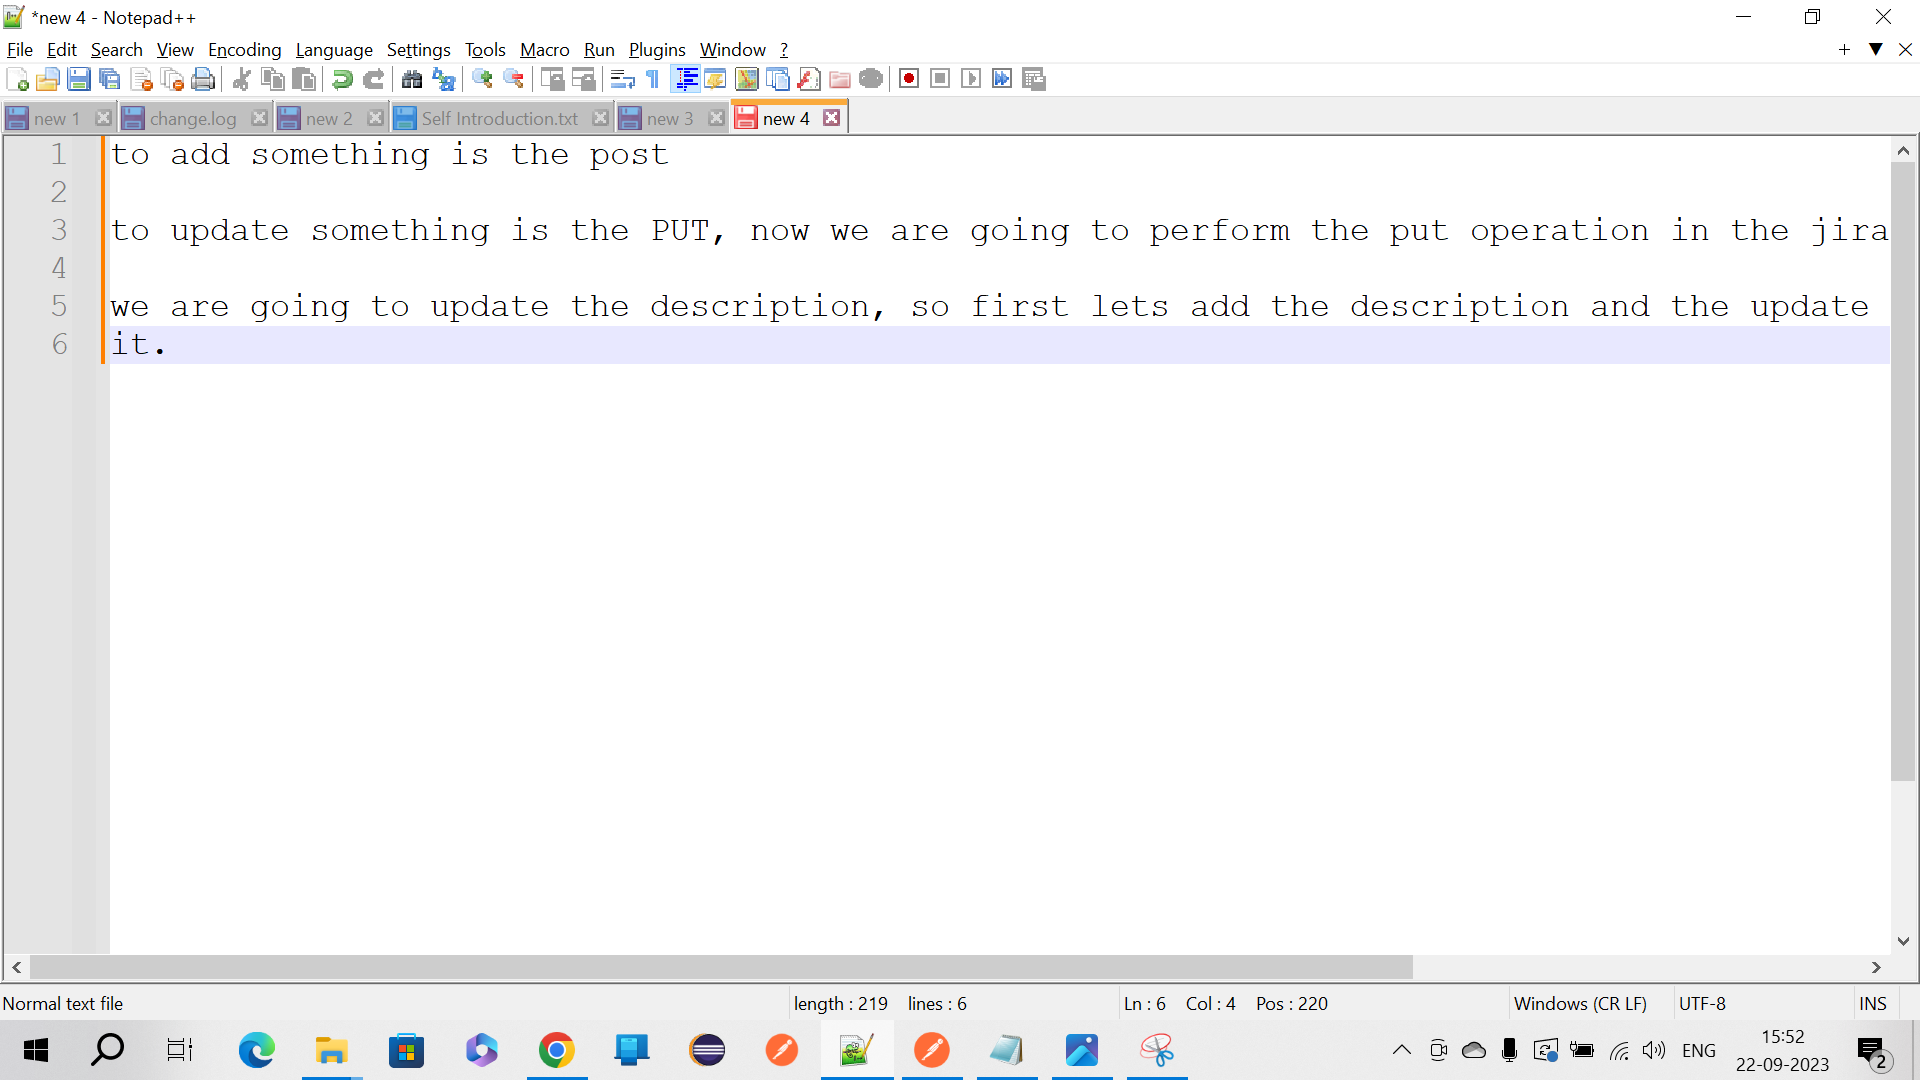 *new 4 - Notepad++
File Edit Search View Encoding Language Settings Tools Macro Run Plugins Window ?
new 1 change.log new 2 Self Introduction.txt new 3 new 4
1 to add something is the post
2
3 to update something is the PUT, now we are going to perform the put operation in the jira
4
5 we are going to update the description, so first lets add the description and the update
6 it.
Normal text file length : 219 lines : 6 Ln : 6 Col : 4 Pos : 220 Windows (CR LF) UTF-8 INS
ENG 15:52
22-09-2023
2